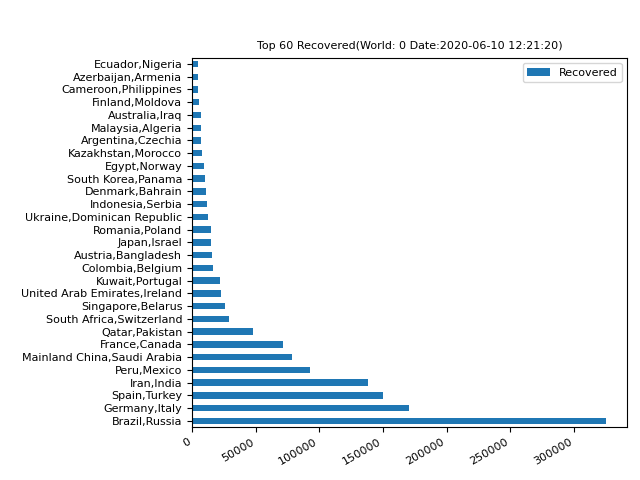 Top 60 Recovered(World: 0 Date:2020-06-10 12:21:20)
Recovered
Ecuador,Nigeria
Azerbaijan,Armenia
Cameroon,Philippines
Finland,Moldova
Australia,Iraq
Malaysia,Algeria
Argentina,Czechia
Kazakhstan,Morocco
Egypt,Norway
South Korea,Panama
Denmark,Bahrain
Indonesia,Serbia
Ukraine,Dominican Republic
Romania,Poland
Japan,Israel
Austria,Bangladesh
Colombia,Belgium
Kuwait,Portugal
United Arab Emirates,Ireland
Singapore,Belarus
South Africa,Switzerland
Qatar,Pakistan
France,Canada
Mainland China,Saudi Arabia
Peru,Mexico
Iran,India
Spain,Turkey
Germany,Italy
Brazil,Russia
0
50000
100000
150000
200000
250000
300000